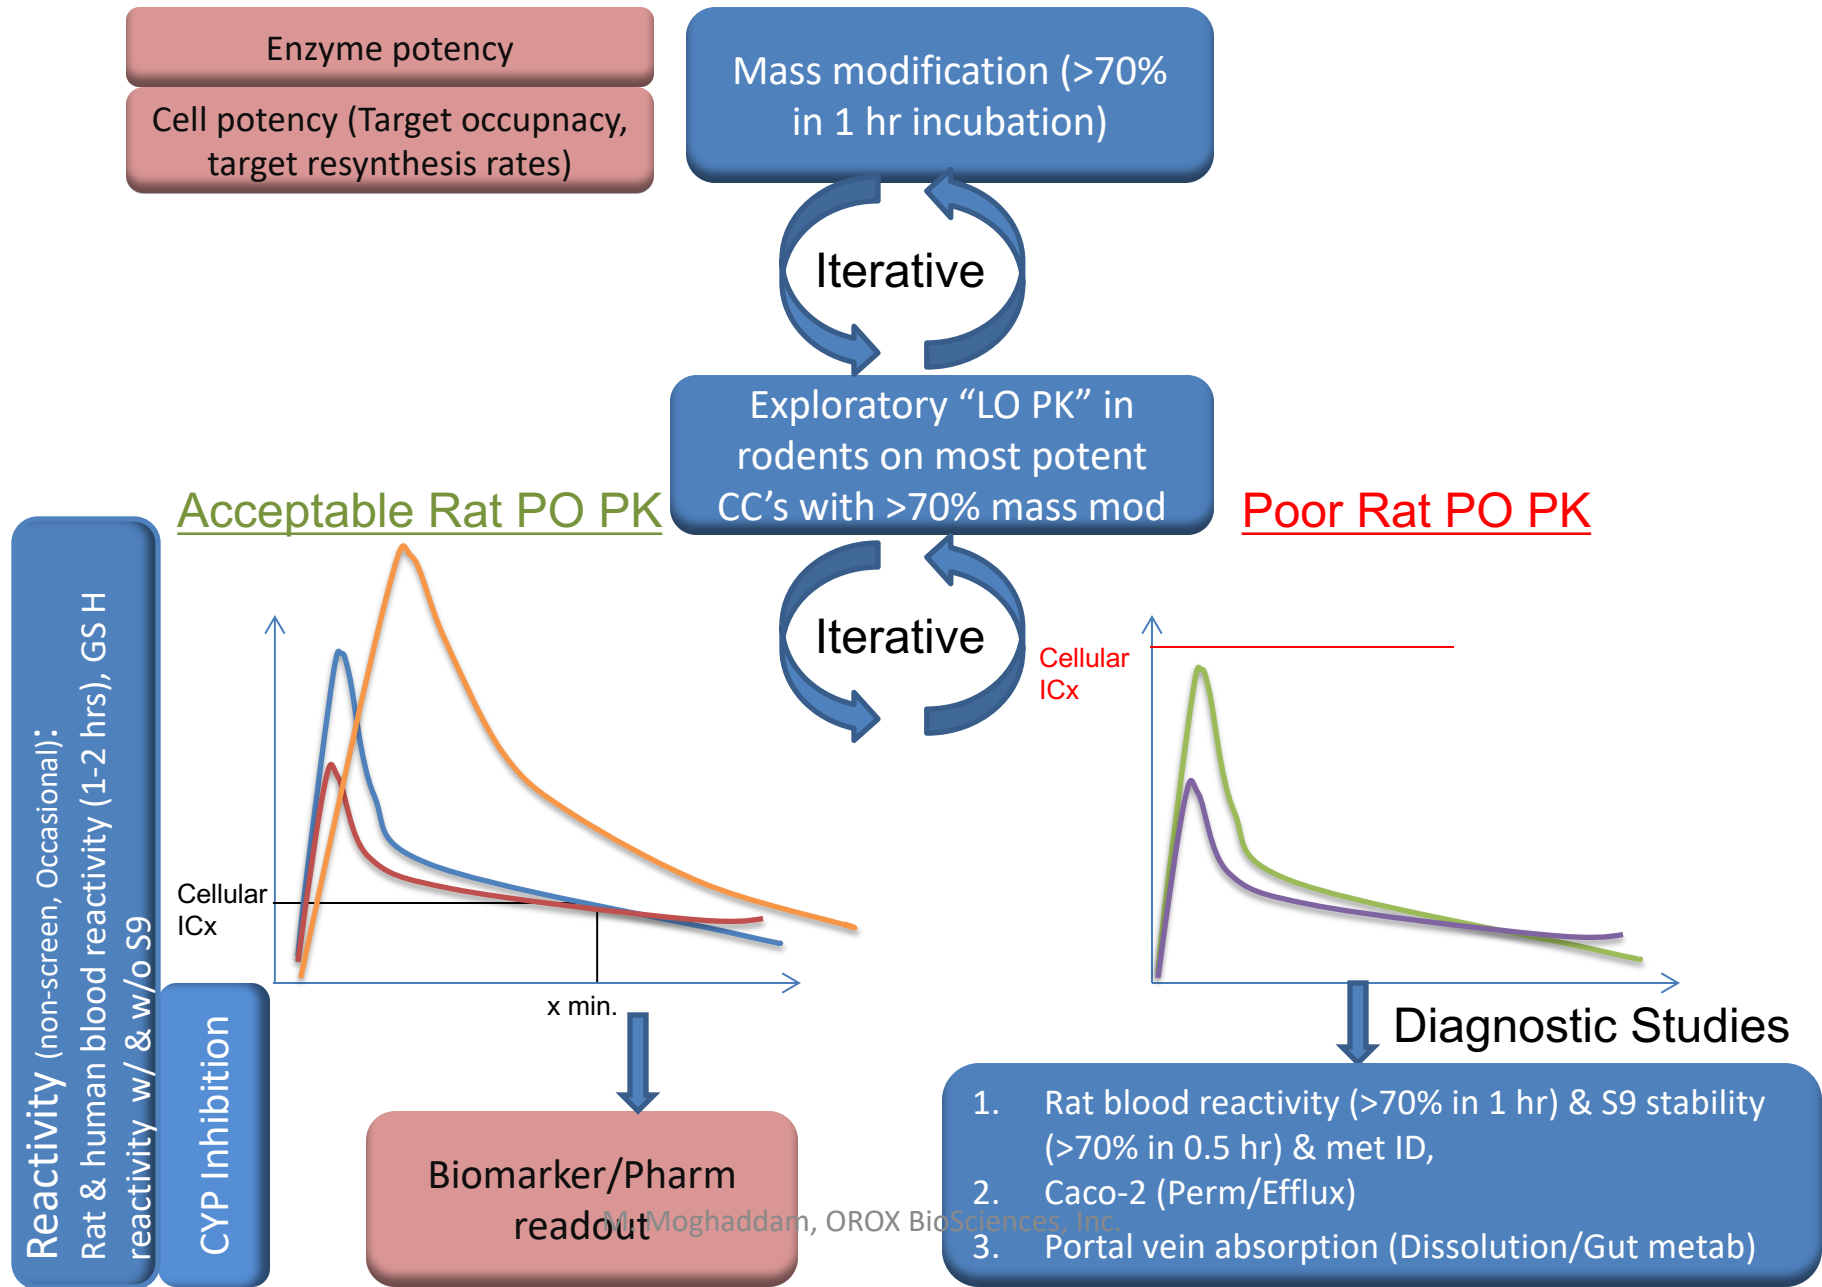 Enzyme potency
Cell potency (Target occupnacy,
target resynthesis rates)
Mass modification (>70%
in 1 hr incubation)
Iterative
Exploratory “LO PK” in
rodents on most potent
CC’s with >70% mass mod
Acceptable Rat PO PK
Poor Rat PO PK
Iterative
Cellular
ICx
x min.
Cellular
ICx
Reactivity (non-screen, Occasional):
Rat & human blood reactivity (1-2 hrs), GS H
reactivity w/ & w/o S9
CYP Inhibition
Biomarker/Pharm
readout
Diagnostic Studies
1. Rat blood reactivity (>70% in 1 hr) & S9 stability
(>70% in 0.5 hr) & met ID,
2. Caco-2 (Perm/Efflux)
3. Portal vein absorption (Dissolution/Gut metab)
M. Moghaddam, OROX BioSciences, Inc.